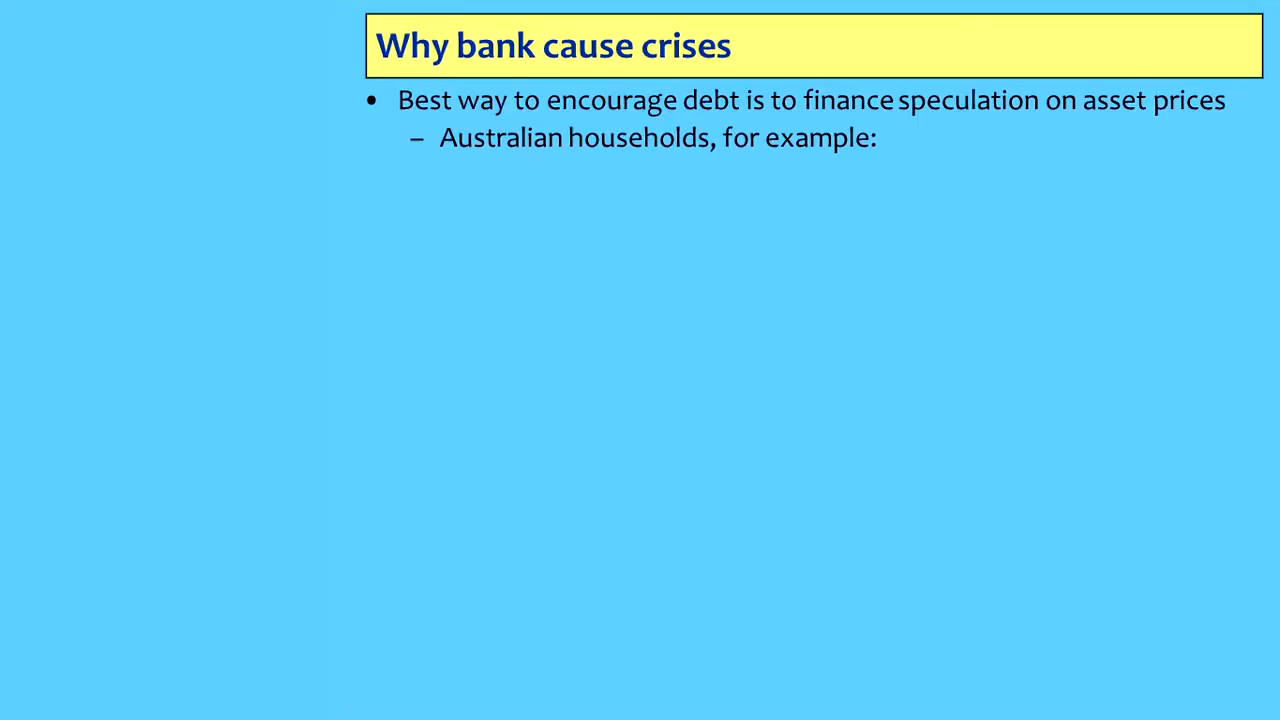 Why bank cause crises
• Best way to encourage debt is to finance speculation on asset prices
– Australian households, for example: